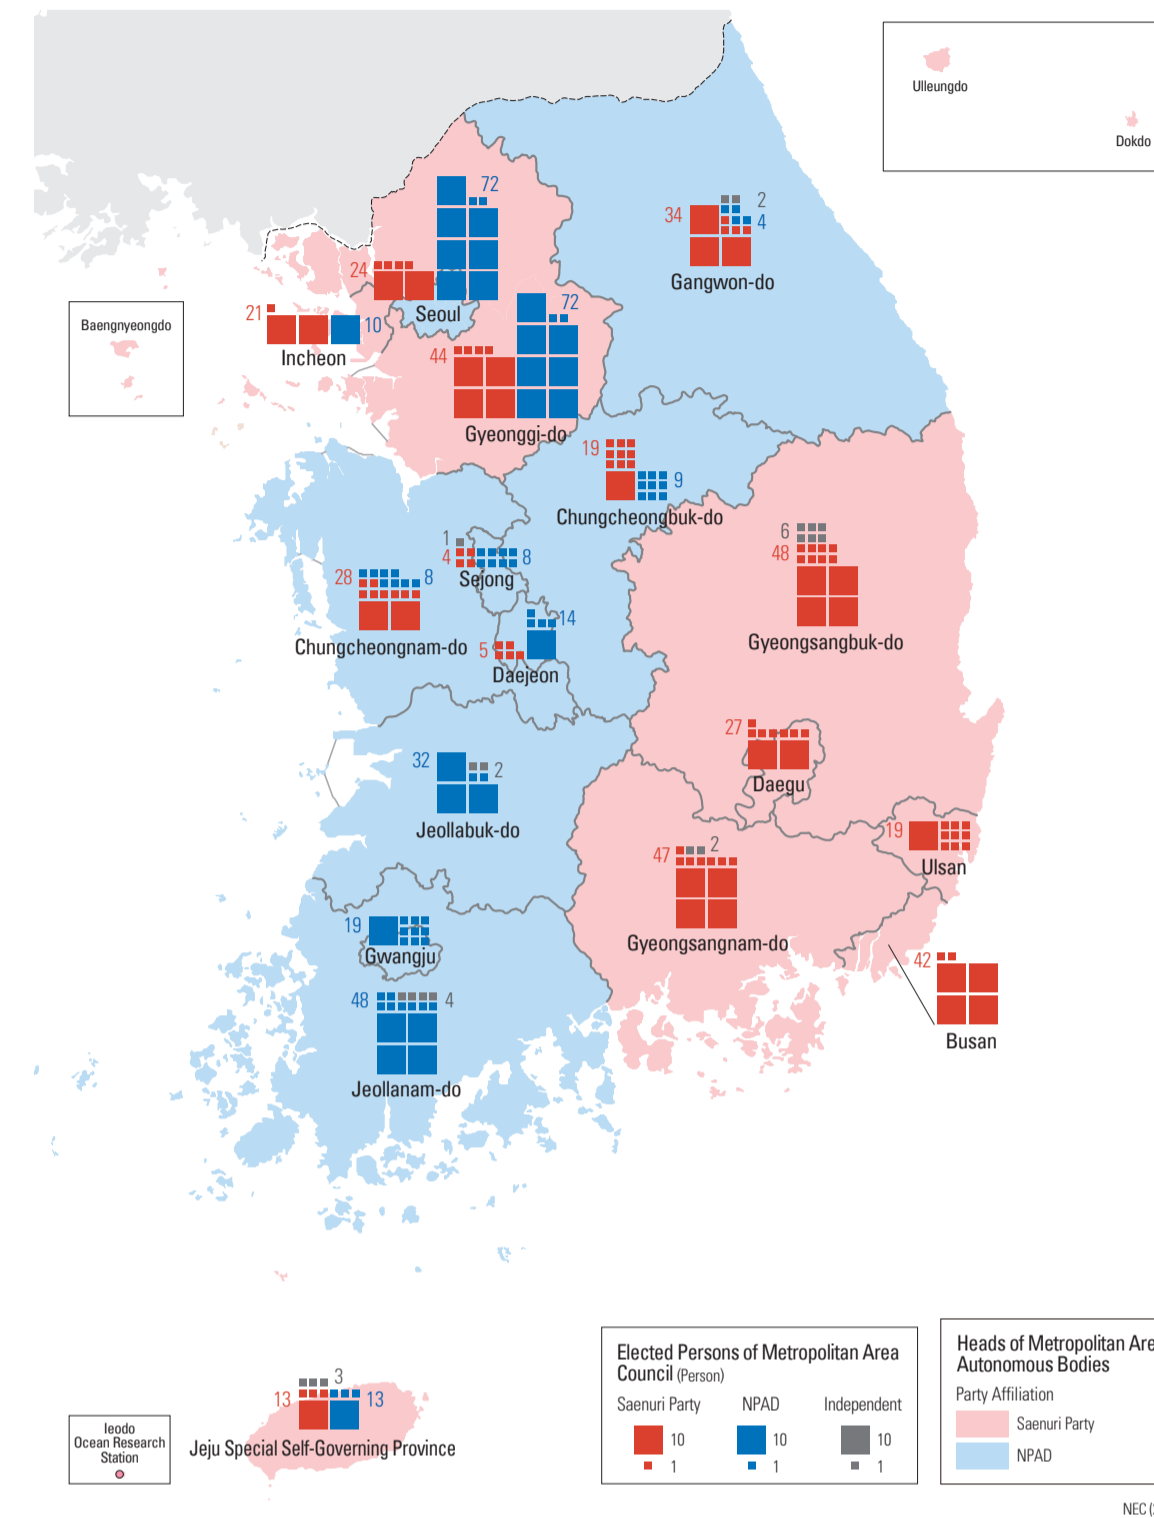 Ulleungdo
Dokdo
72
2
34
4
Gangwon-do
24
Seoul
72
21
10
Incheon
Baengnyeongdo
44
Gyeonggi-do
19
9
Chungcheongbuk-do
1
4
8
Sejong
6
48
Gyeongsangbuk-do
28
8
Chungcheongnam-do
14
5
Daejeon
27
Daegu
32
2
Jeollabuk-do
19
Ulsan
47
2
Gyeongsangnam-do
19
Gwangju
42
Busan
48
4
Jeollanam-do
3
13
13
Jeju Special Self-Governing Province
Ieodo
Ocean Research
Station
Elected Persons of Metropolitan Area
Council (Person)
Saenuri Party NPAD Independent
10 10 10
1 1 1
Heads of Metropolitan Are
Autonomous Bodies
Party Affiliation
Saenuri Party
NPAD
NEC (